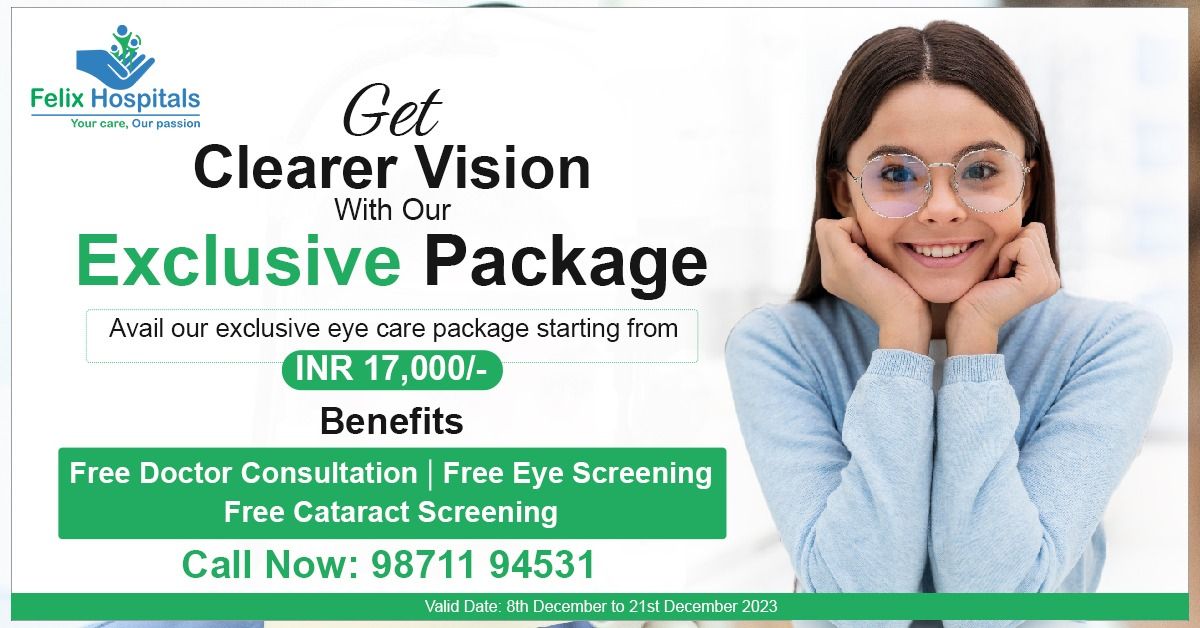 Felix Hospitals
Your care, Our passion
Get
Clearer Vision
With Our
Exclusive Package
Avail our exclusive eye care package starting from
INR 17,000/-
Benefits
Free Doctor Consultation | Free Eye Screening
Free Cataract Screening
Call Now: 98711 94531
Valid Date: 8th December to 21st December 2023